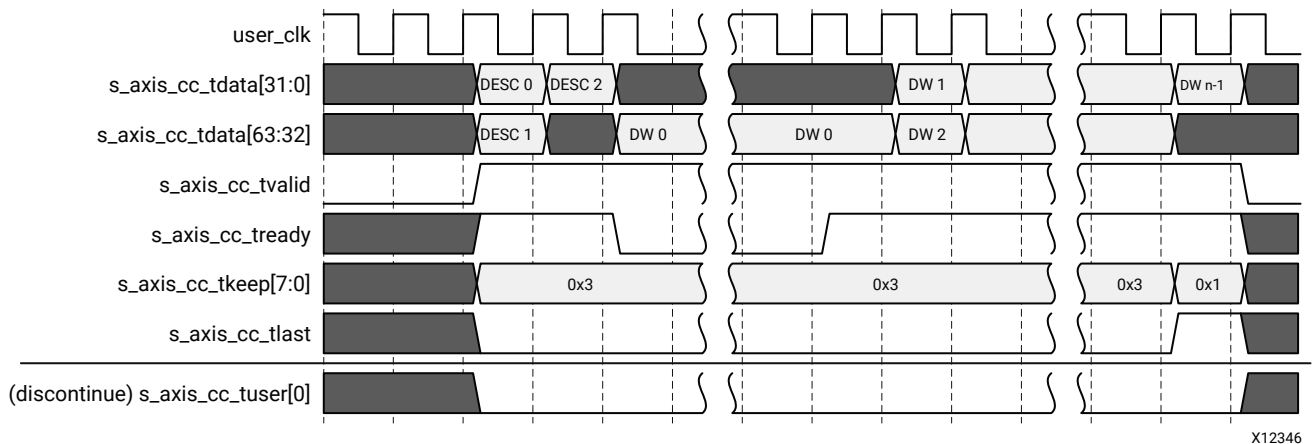 user_clk
s_axis_cc_tdata[31:0] DESC 0 DESC 2 DW 1 DW n-1
s_axis_cc_tdata[63:32] DESC 1 DW 0 DW 0 DW 2
s_axis_cc_tvalid
s_axis_cc_tready
s_axis_cc_tkeep[7:0] 0x3 0x3 0x3 0x1
s_axis_cc_tlast
(discontinue) s_axis_cc_tuser[0]
X12346